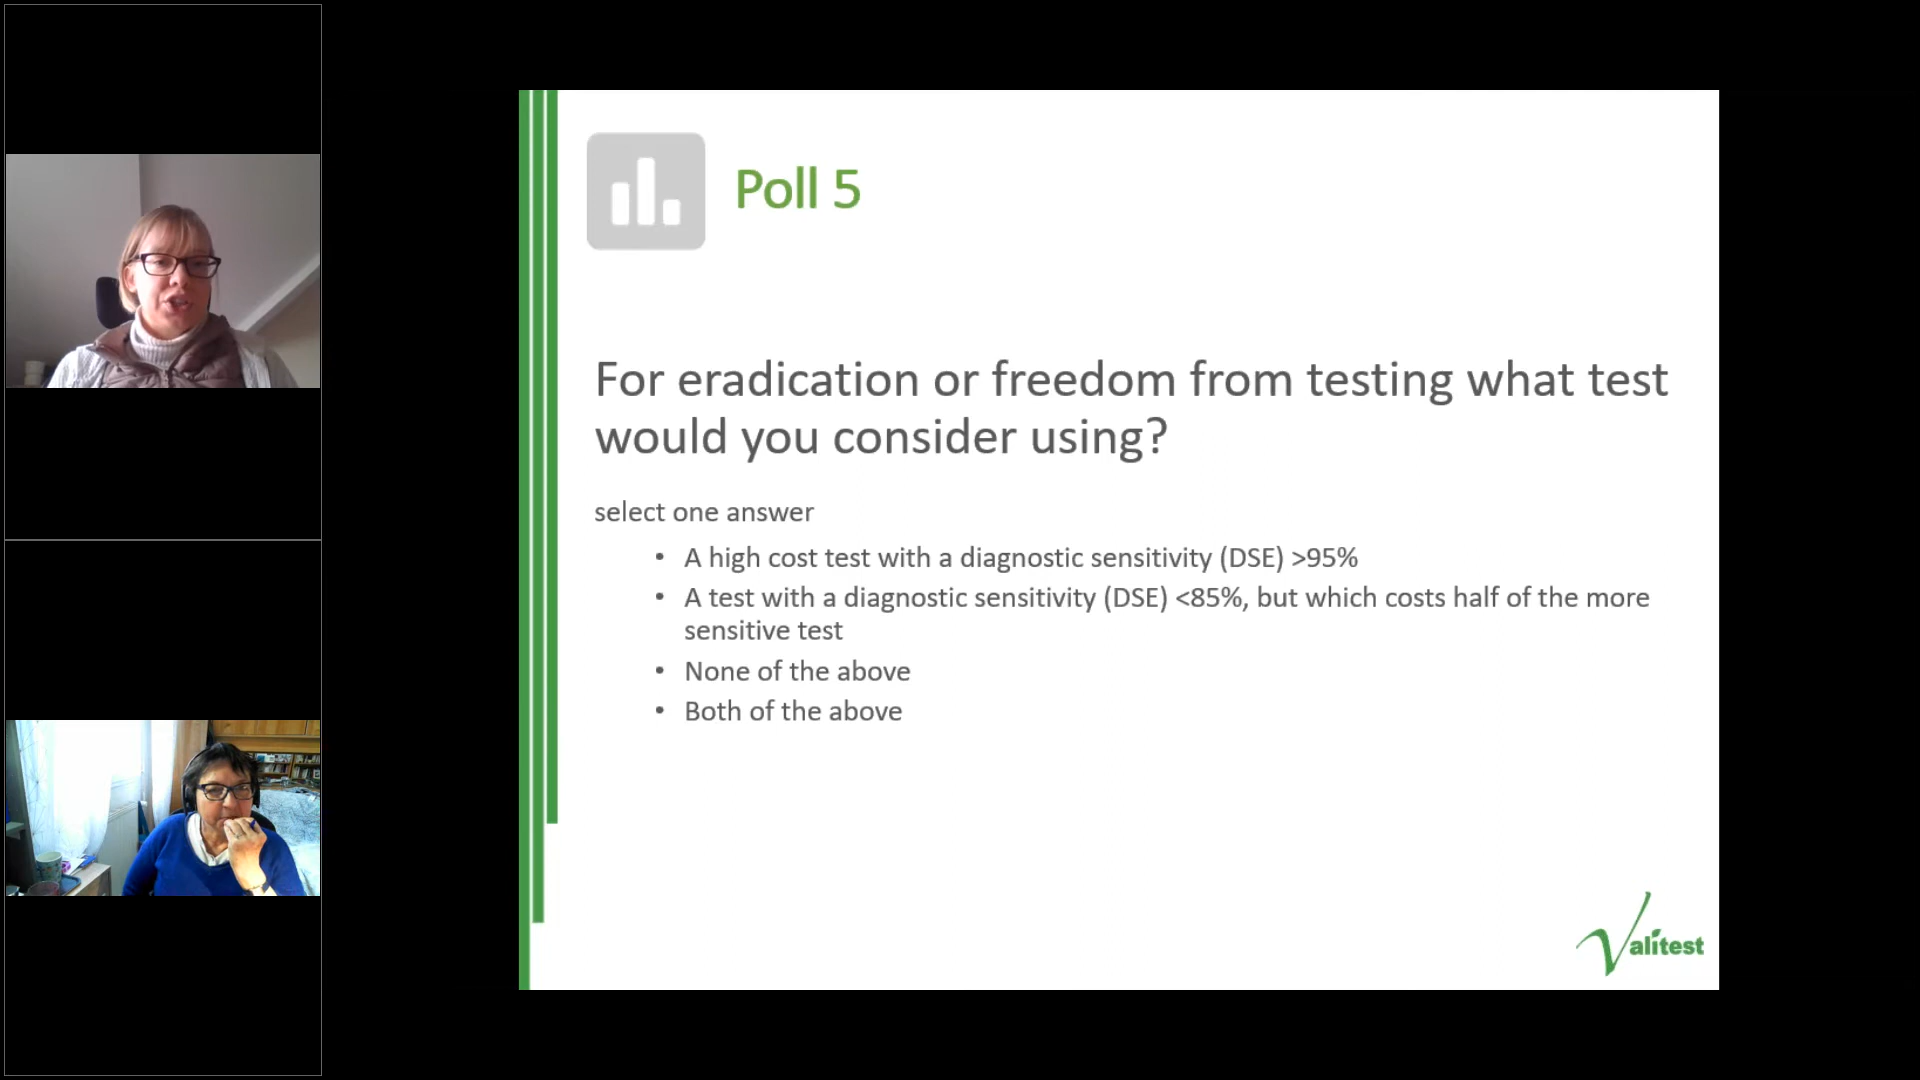 Poll 5
For eradication or freedom from testing what test
would you consider using?
select one answer
• A high cost test with a diagnostic sensitivity (DSE) >95%
• A test with a diagnostic sensitivity (DSE) <85%, but which costs half of the more
sensitive test
• None of the above
• Both of the above
Valitest